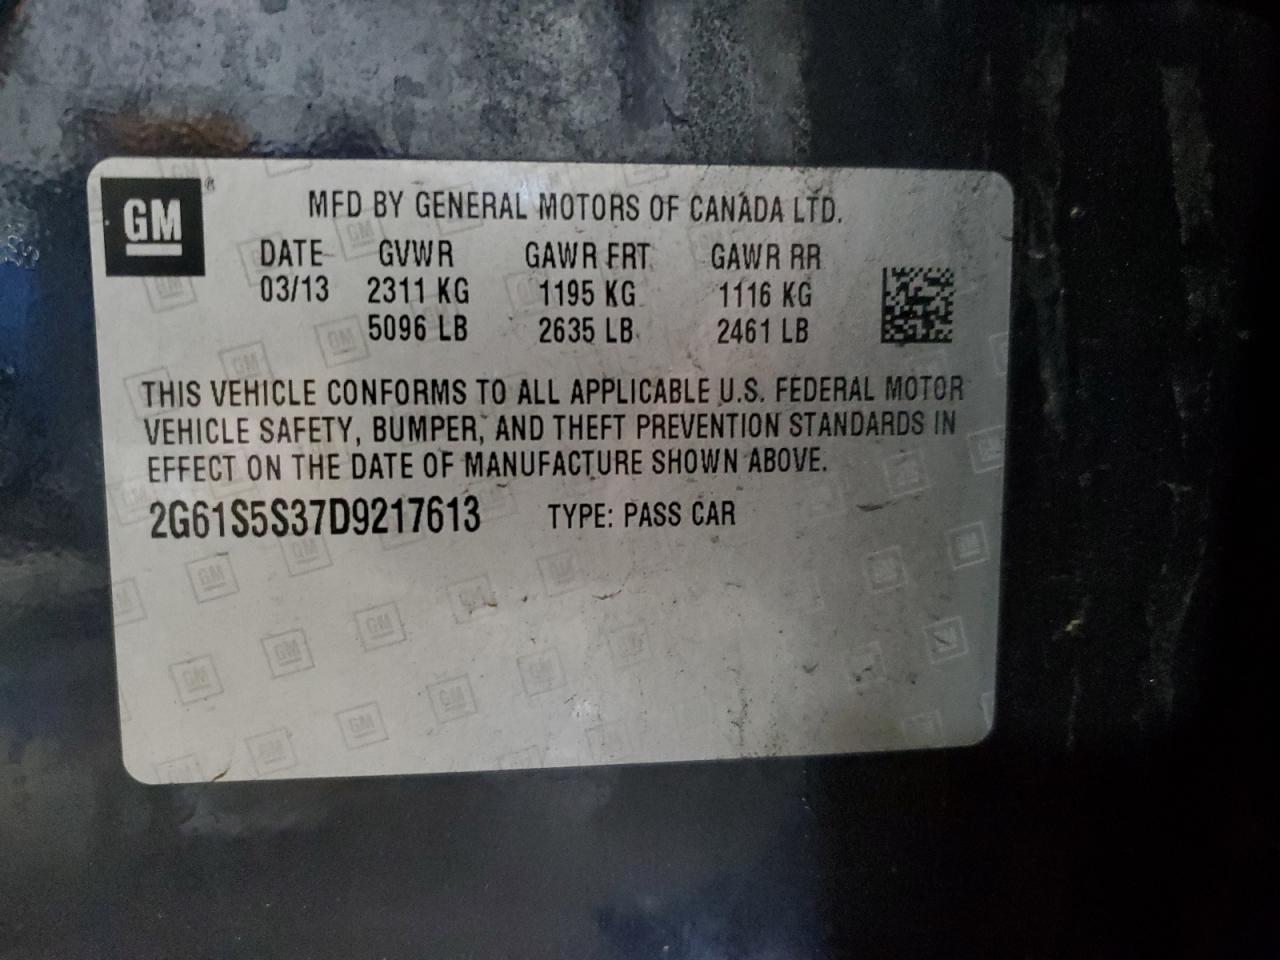 GM ®
MFD BY GENERAL MOTORS OF CANADA LTD.
DATE GVWR GAWR FRT GAWR RR
03/13 2311 KG 1195 KG 1116 KG
5096 LB 2635 LB 2461 LB
THIS VEHICLE CONFORMS TO ALL APPLICABLE U.S. FEDERAL MOTOR
VEHICLE SAFETY, BUMPER, AND THEFT PREVENTION STANDARDS IN
EFFECT ON THE DATE OF MANUFACTURE SHOWN ABOVE.
2G61S5S37D9217613 TYPE: PASS CAR